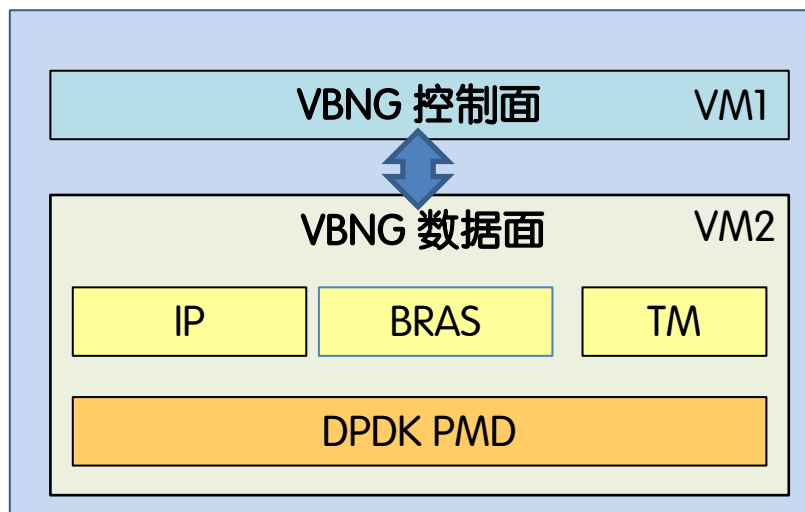 VBNG 控制面 VM1
VBNG 数据面 VM2
IP BRAS TM
DPDK PMD